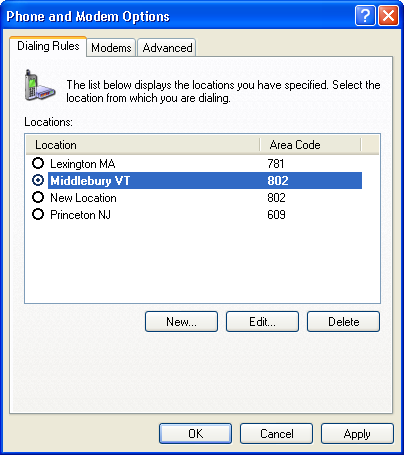 Phone and Modem Options
Dialing Rules Modems Advanced
The list below displays the locations you have specified. Select the
location from which you are dialing.
Locations:
Location Area Code
Lexington MA 781
Middlebury VT 802
New Location 802
Princeton NJ 609
New... Edit... Delete
OK Cancel Apply